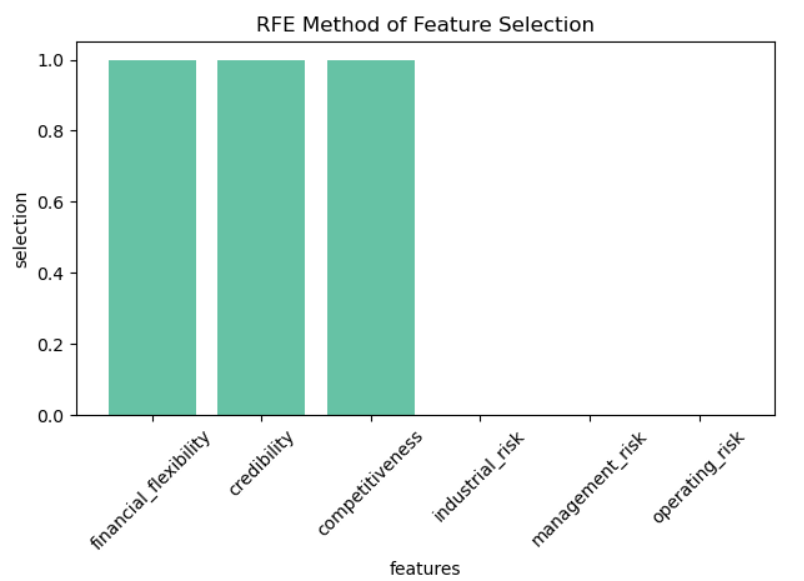 RFE Method of Feature Selection
1.0
0.8
0.6
0.4
0.2
0.0
selection
financial_flexibility
credibility
competitiveness
industrial_risk
management_risk
operating_risk
features